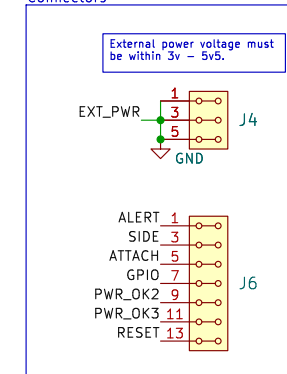 Connectors
External power voltage must
be within 3v – 5v5.
1
EXT_PWR 3 J4
5
GND
ALERT 1
SIDE 3
ATTACH 5
GPIO 7 J6
PWR_OK2 9
PWR_OK3 11
RESET 13